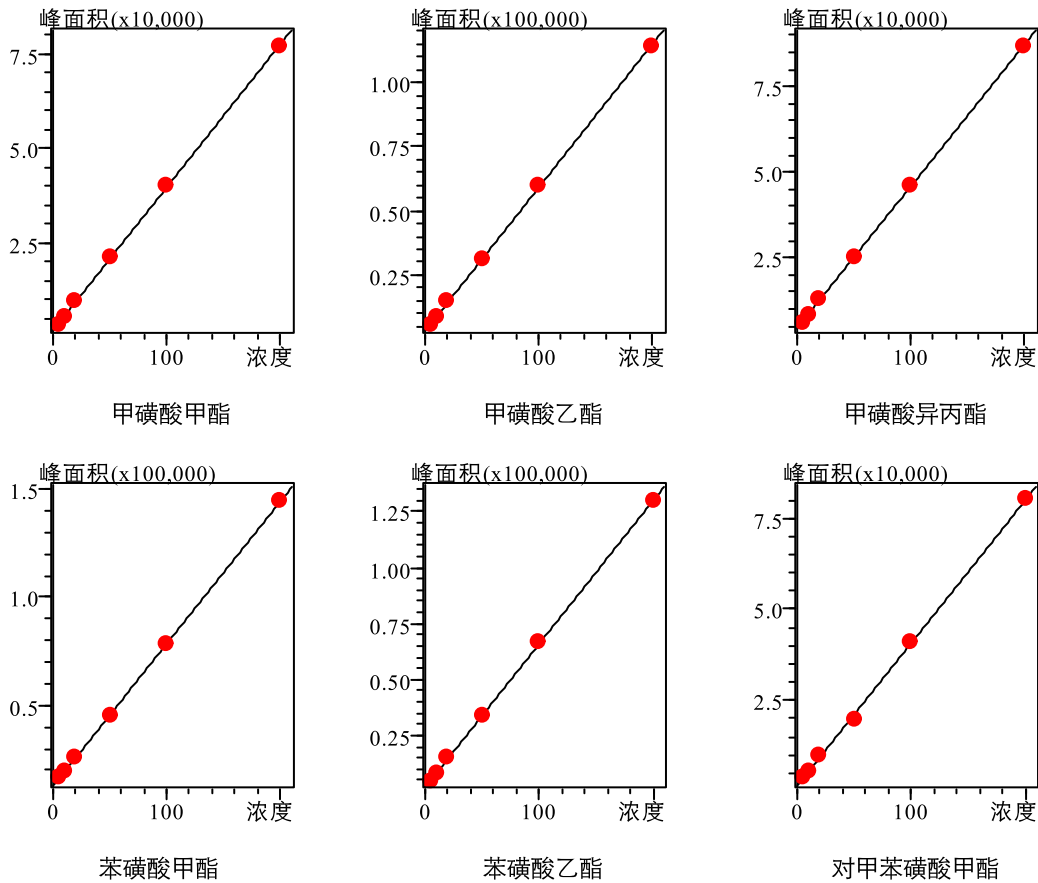 峰面积(x10,000)
7.5
5.0
2.5
0
100
浓度
甲磺酸甲酯
峰面积(x100,000)
1.00
0.75
0.50
0.25
0
100
浓度
甲磺酸乙酯
峰面积(x10,000)
7.5
5.0
2.5
0
100
浓度
甲磺酸异丙酯
峰面积(x100,000)
1.5
1.0
0.5
0
100
浓度
苯磺酸甲酯
峰面积(x100,000)
1.25
1.00
0.75
0.50
0.25
0
100
浓度
苯磺酸乙酯
峰面积(x10,000)
7.5
5.0
2.5
0
100
浓度
对甲苯磺酸甲酯